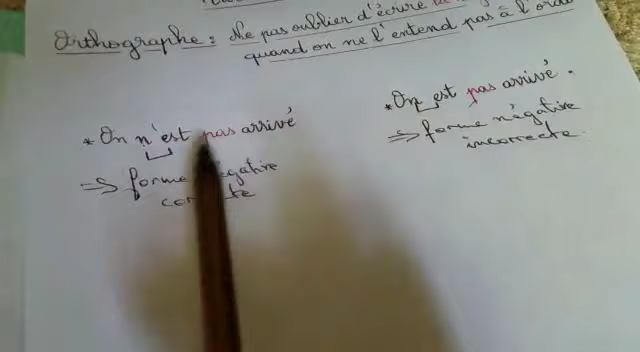 Orthographe : Ne pas oublier d'écrire
quand on ne l'entend pas à l'oral
* On n'est pas arrivé
=> forme négative
correcte
* On est pas arrivé.
=> forme négative
incorrecte